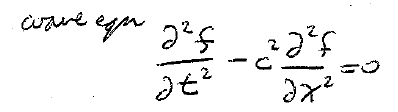 wave eqn ∂²f/∂t² - c² ∂²f/∂x² = 0